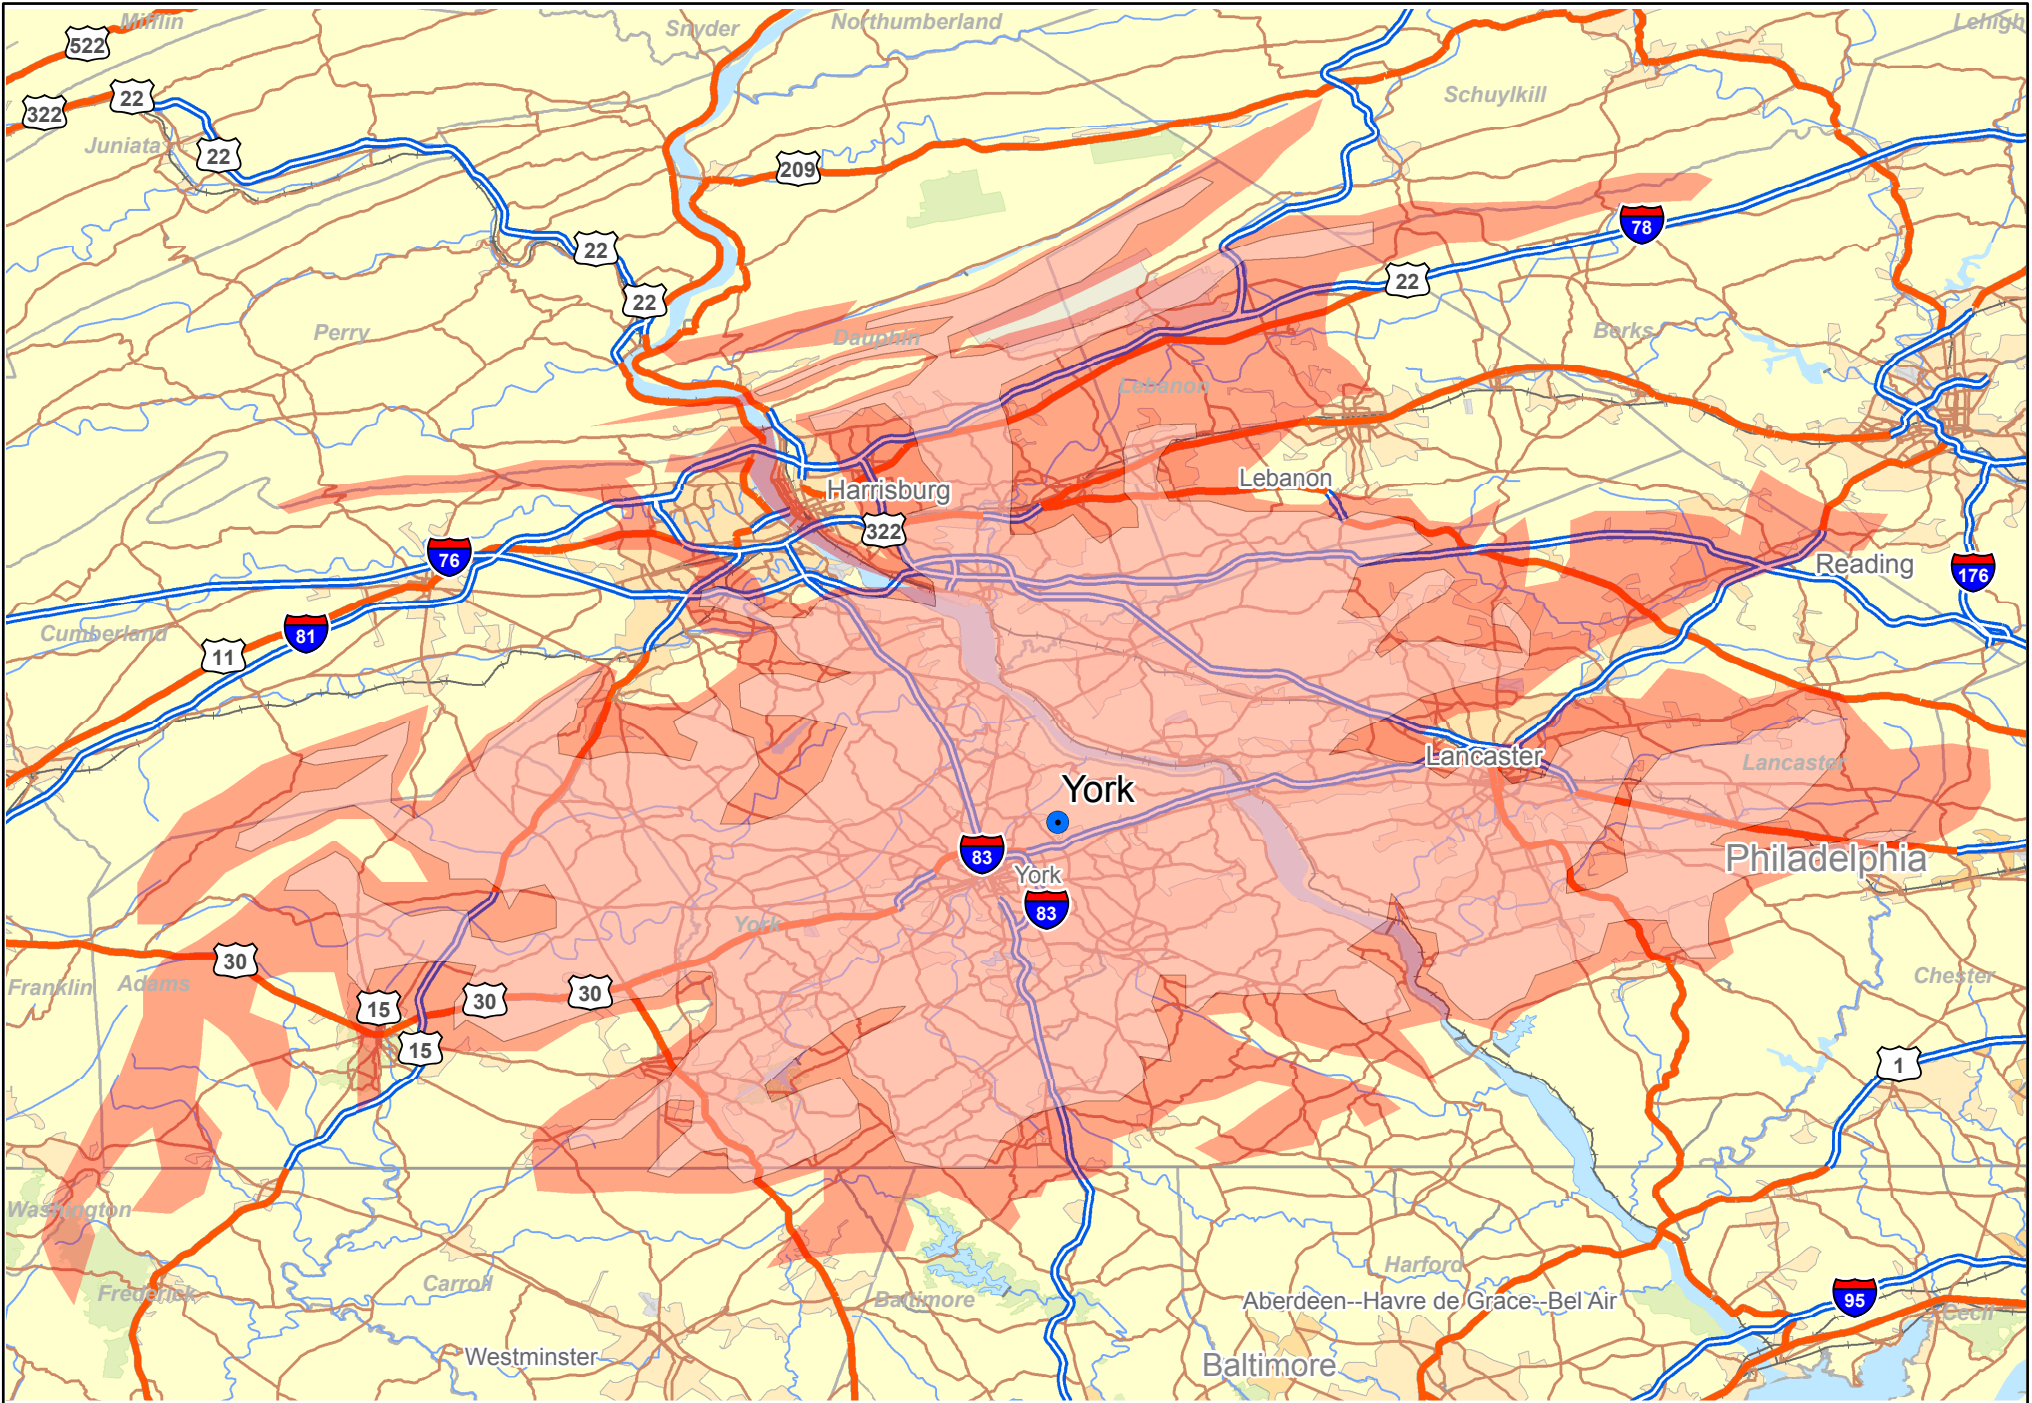 Mifflin
Snyder
Northumberland
Lehigh
522
322
22
Schuylkill
Juniata
22
209
78
22
22
22
Perry
Dauphin
Berks
Lebanon
Lebanon
Harrisburg
322
76
Reading
176
Cumberland
81
11
Lancaster
Lancaster
York
83
York
Philadelphia
83
York
30
Adams
Franklin
Chester
15
30
30
15
1
Washington
Harford
Carroll
Frederick
Baltimore
Aberdeen--Havre de Grace--Bel Air
95
Cecil
Westminster
Baltimore